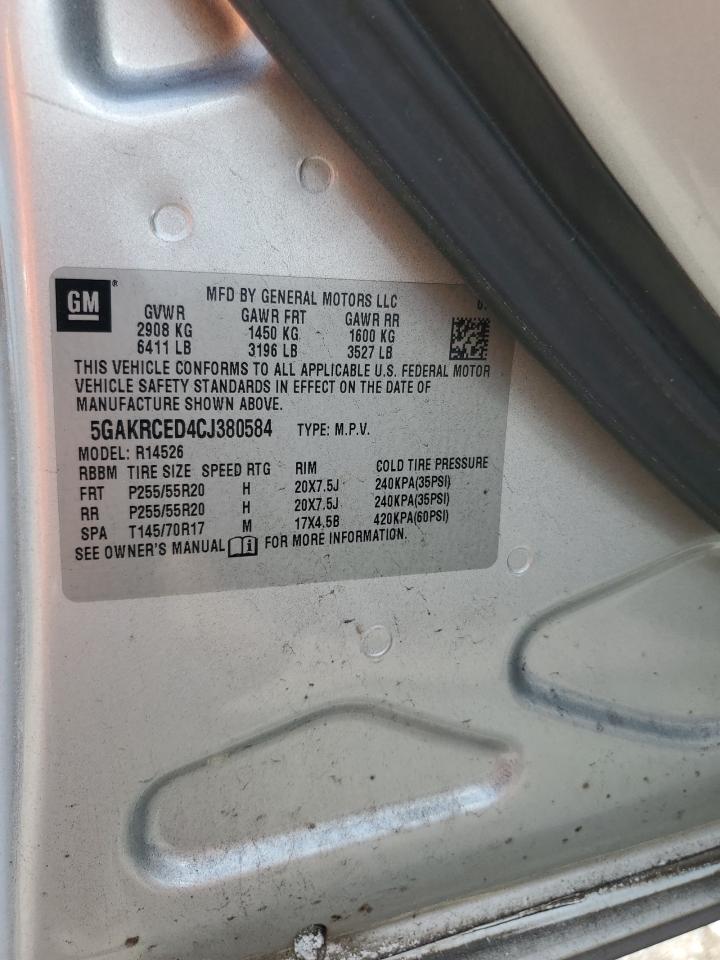 GM ®
MFD BY GENERAL MOTORS LLC
GVWR GAWR FRT GAWR RR
2908 KG 1450 KG 1600 KG
6411 LB 3196 LB 3527 LB
THIS VEHICLE CONFORMS TO ALL APPLICABLE U.S. FEDERAL MOTOR
VEHICLE SAFETY STANDARDS IN EFFECT ON THE DATE OF
MANUFACTURE SHOWN ABOVE.
5GAKRCED4CJ380584 TYPE: M.P.V.
MODEL: R14526
RBBM TIRE SIZE SPEED RTG RIM COLD TIRE PRESSURE
FRT P255/55R20 H 20X7.5J 240KPA(35PSI)
RR P255/55R20 H 20X7.5J 240KPA(35PSI)
SPA T145/70R17 M 17X4.5B 420KPA(60PSI)
SEE OWNER'S MANUAL i FOR MORE INFORMATION.